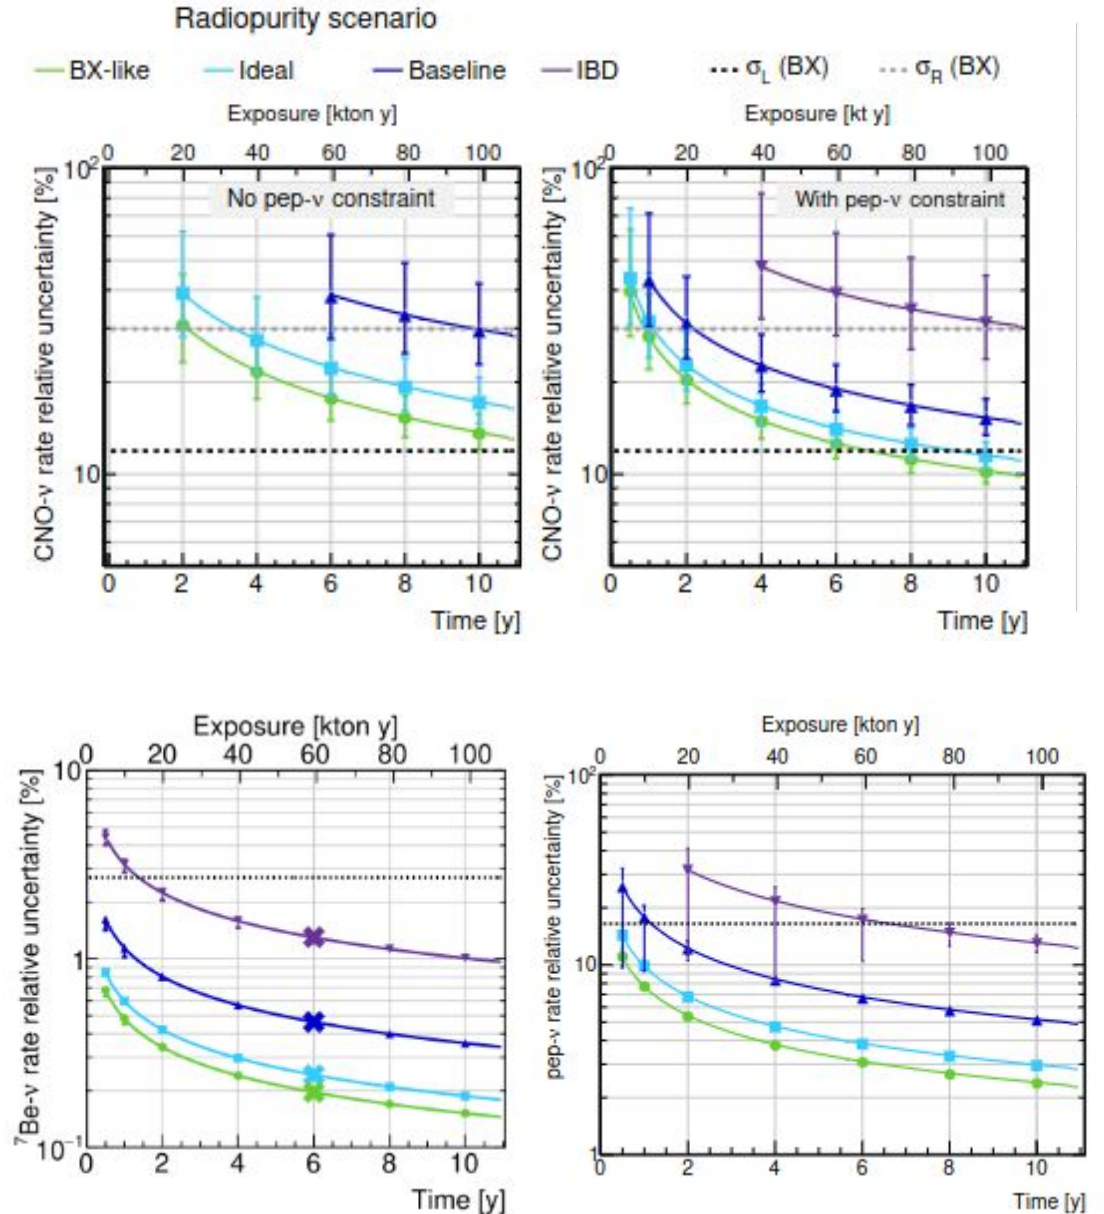 Radiopurity scenario
BX-like Ideal Baseline IBD σL (BX) σR (BX)
Exposure [kton y] Exposure [kt y]
0 20 40 60 80 100 0 20 40 60 80 100
10² 10²
No pep-ν constraint With pep-ν constraint
CNO-ν rate relative uncertainty [%] CNO-ν rate relative uncertainty [%]
10 10
0 2 4 6 8 10 0 2 4 6 8 10
Time [y] Time [y]
Exposure [kton y] Exposure [kton y]
0 20 40 60 80 100 0 20 40 60 80 100
10 10²
⁷Be-ν rate relative uncertainty [%] pep-ν rate relative uncertainty [%]
1 10
10⁻¹ 1
0 2 4 6 8 10 0 2 4 6 8 10
Time [y] Time [y]